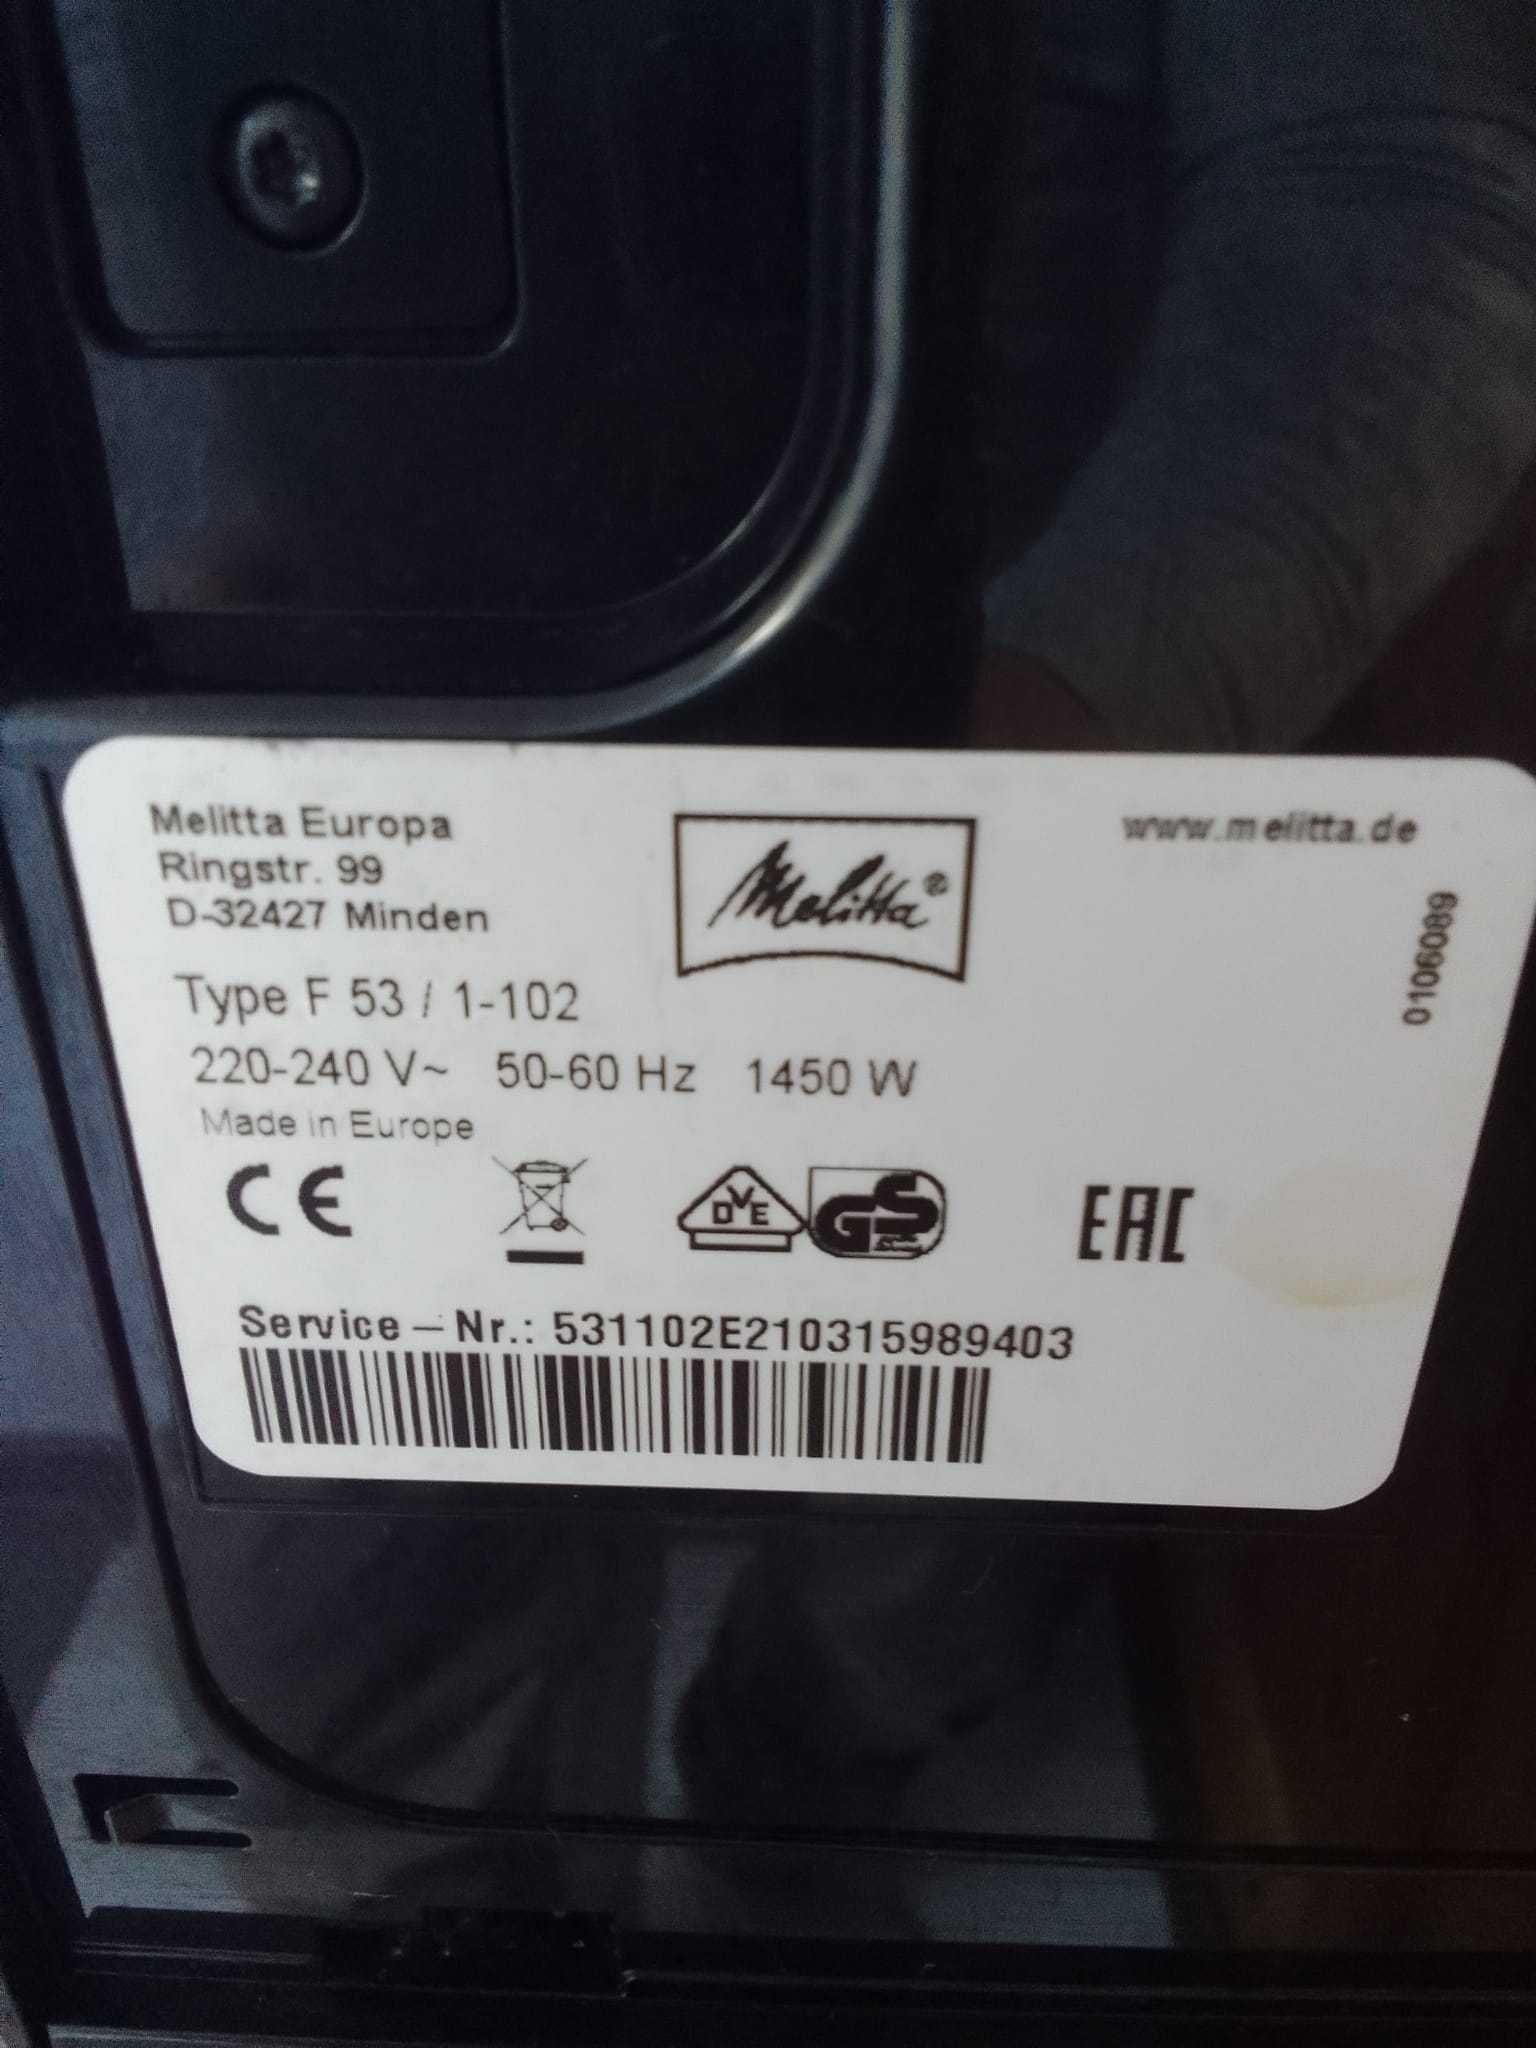 Melitta Europa
Ringstr. 99
D-32427 Minden
Melitta®
www.melitta.de
0106089
Type F 53 / 1-102
220-240 V~ 50-60 Hz 1450 W
Made in Europe
CE
DVE
GS
EAC
Service – Nr.: 531102E210315989403